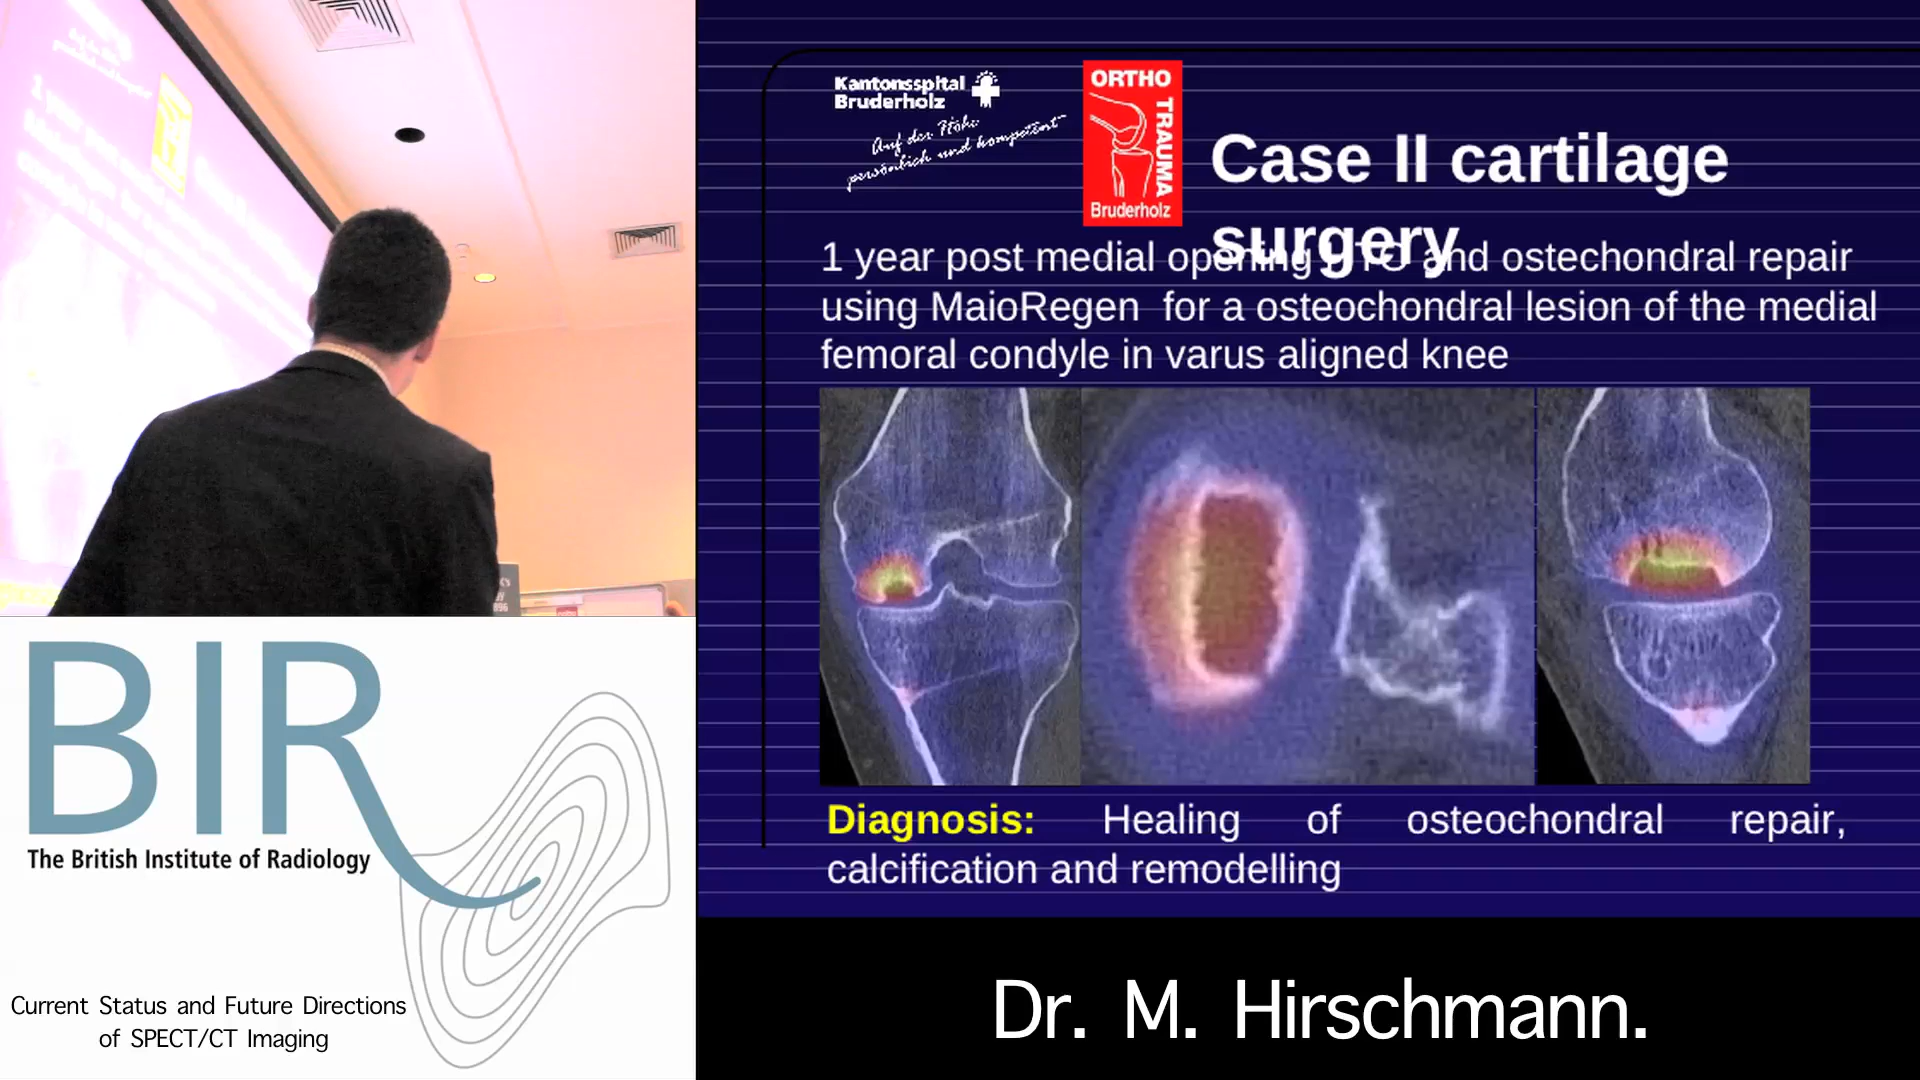 Kantonsspital
Bruderholz
Auf der Höhe
persönlich und kompetent
ORTHO
TRAUMA
Bruderholz
Case II cartilage
surgery
1 year post medial opening HTO and ostechondral repair
using MaioRegen for a osteochondral lesion of the medial
femoral condyle in varus aligned knee
Diagnosis: Healing of osteochondral repair,
calcification and remodelling
BIR
The British Institute of Radiology
Current Status and Future Directions
of SPECT/CT Imaging
Dr. M. Hirschmann.